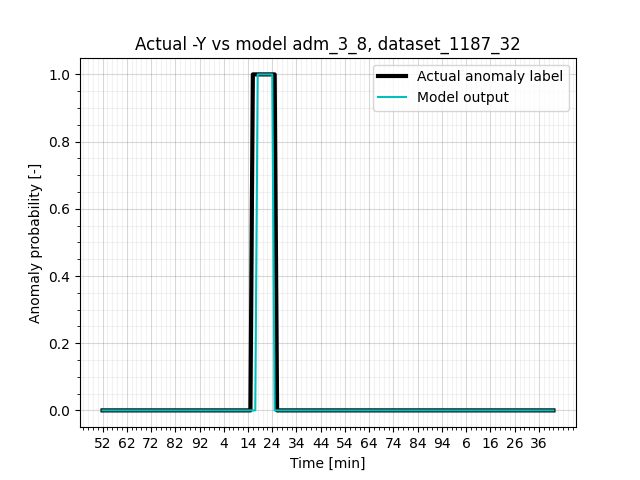 Actual -Y vs model adm_3_8, dataset_1187_32
Actual anomaly label
Model output
Anomaly probability [-]
1.0
0.8
0.6
0.4
0.2
0.0
52 62 72 82 92 4 14 24 34 44 54 64 74 84 94 6 16 26 36
Time [min]